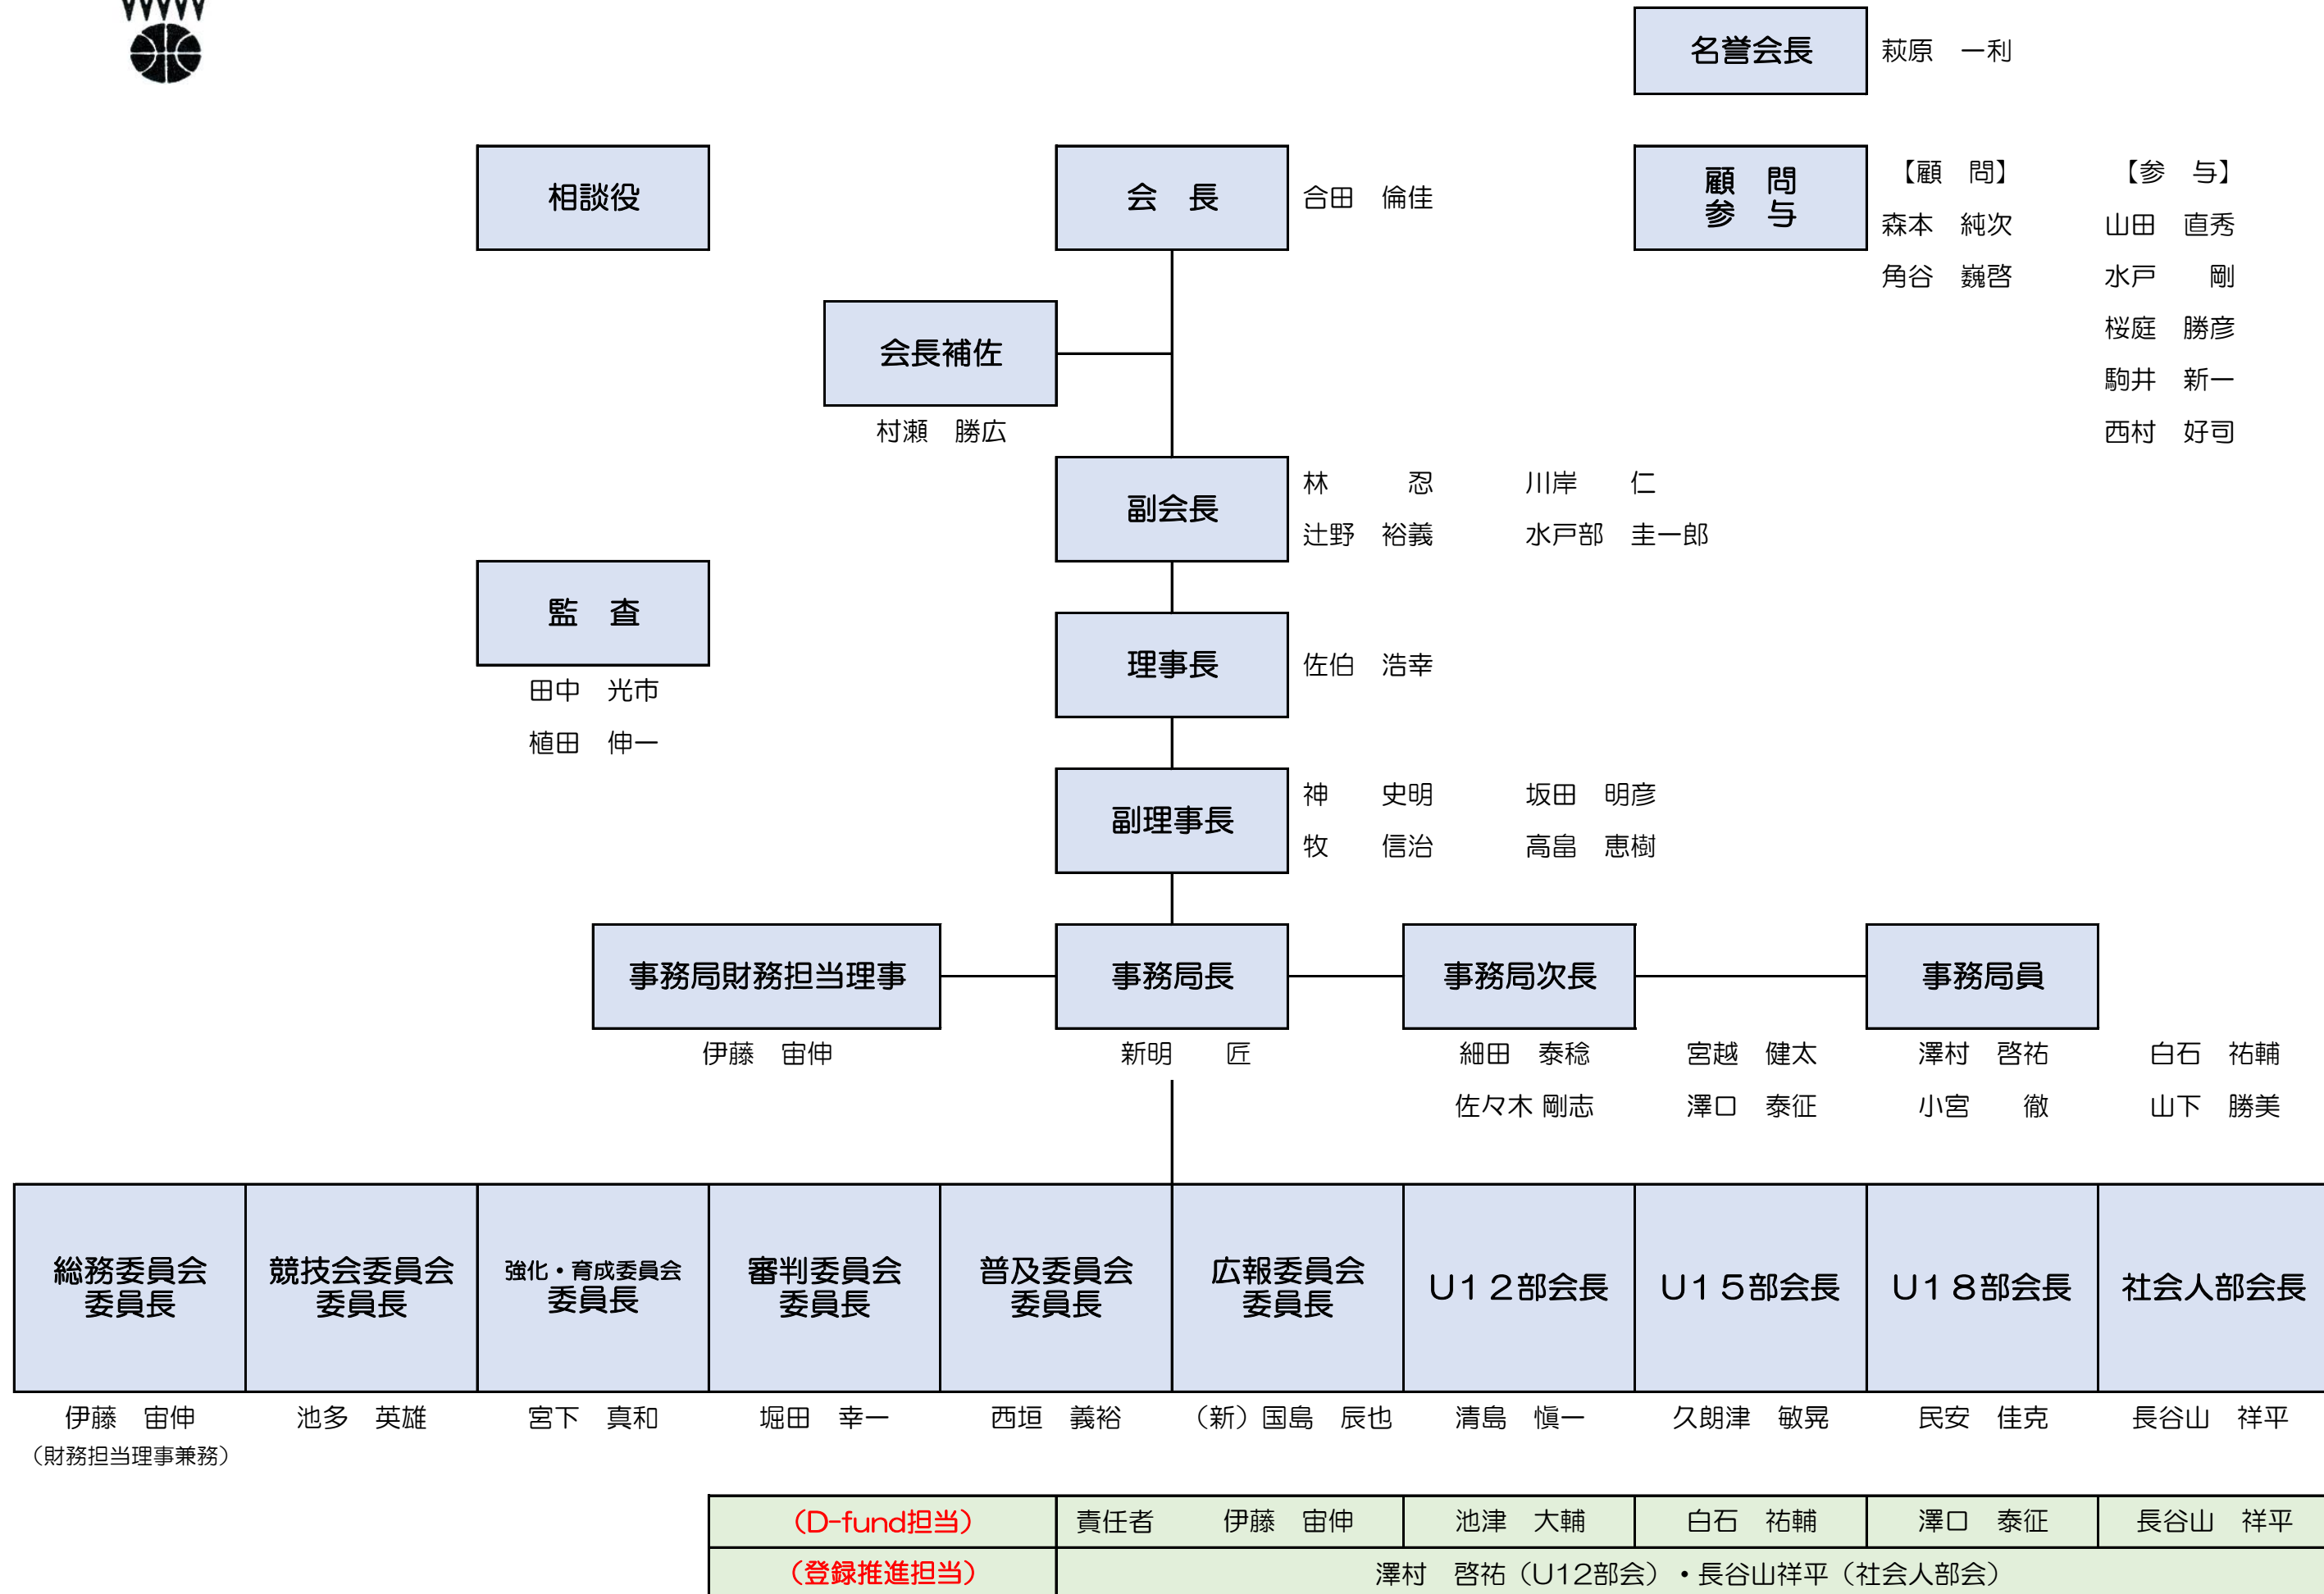 名誉会長 萩原　一利
相談役
会　長 合田　倫佳
顧　問
参　与
【顧　問】 【参　与】
森本　純次 山田　直秀
角谷　巍啓 水戸　　剛
桜庭　勝彦
駒井　新一
西村　好司
会長補佐
村瀬　勝広
副会長
林　　　忍 川岸　　仁
辻野　裕義 水戸部　圭一郎
監　査
田中　光市
植田　伸一
理事長 佐伯　浩幸
副理事長
神　　史明 坂田　明彦
牧　　信治 高畠　恵樹
事務局財務担当理事 事務局長 事務局次長 事務局員
伊藤　宙伸 新明　　匠 細田　泰稔 宮越　健太 澤村　啓祐 白石　祐輔
佐々木 剛志 澤口　泰征 小宮　　徹 山下　勝美
総務委員会
委員長
競技会委員会
委員長
強化・育成委員会
委員長
審判委員会
委員長
普及委員会
委員長
広報委員会
委員長
U１２部会長
U１５部会長
U１８部会長
社会人部会長
伊藤　宙伸 池多　英雄 宮下　真和 堀田　幸一 西垣　義裕 （新）国島　辰也 清島　愼一 久朗津　敏晃 民安　佳克 長谷山　祥平
（財務担当理事兼務）
（D-fund担当） 責任者 伊藤　宙伸 池津　大輔 白石　祐輔 澤口　泰征 長谷山　祥平
（登録推進担当） 澤村　啓祐（U12部会）・長谷山祥平（社会人部会）